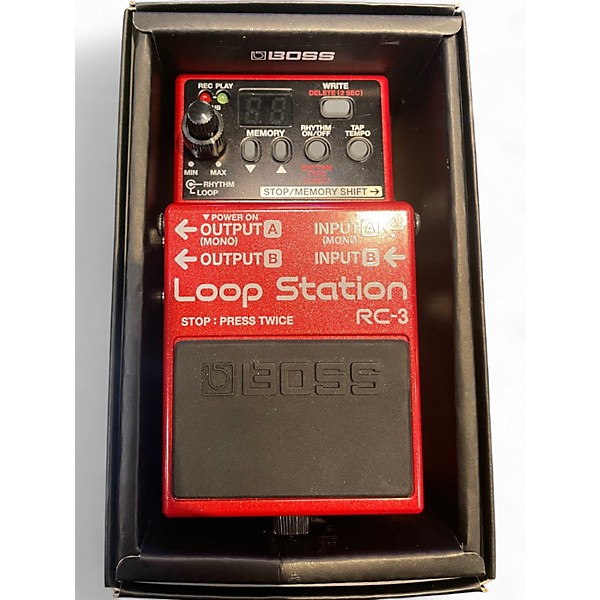 BOSS
REC PLAY
WRITE
DELETE (2 SEC)
MEMORY
RHYTHM ON/OFF
TAP TEMPO
MIN MAX
RHYTHM
LOOP
STOP/MEMORY SHIFT→
▼POWER ON
←OUTPUT A
(MONO)
INPUT A←
(MONO)
←OUTPUT B
INPUT B←
Loop Station
RC-3
STOP : PRESS TWICE
BOSS